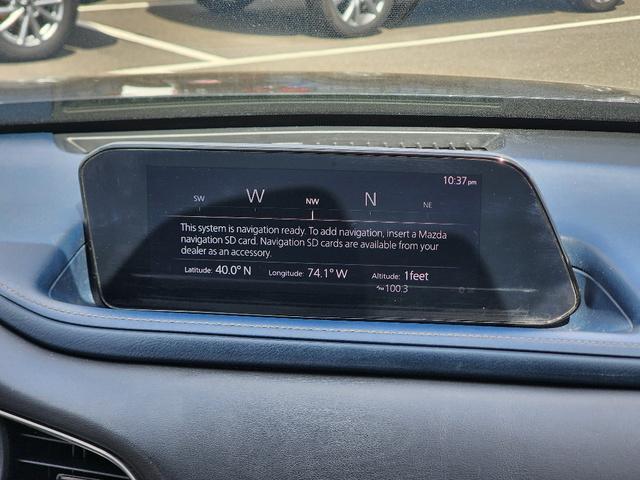 10:37pm
SW W NW N NE
This system is navigation ready. To add navigation, insert a Mazda
navigation SD card. Navigation SD cards are available from your
dealer as an accessory.
Latitude: 40.0° N Longitude: 74.1° W Altitude: 1feet
100.3